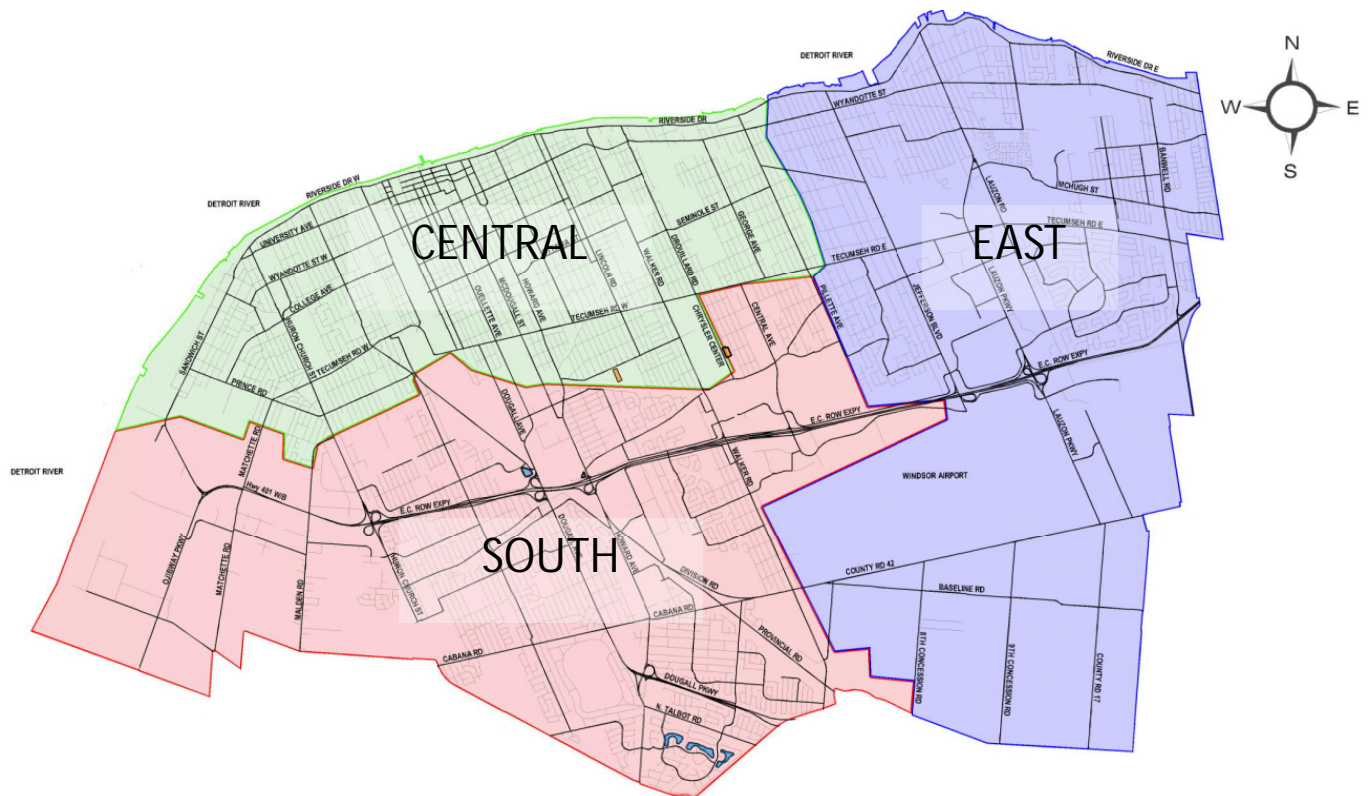 DETROIT RIVER
RIVERSIDE DR E
N
W
E
S
WYANDOTTE ST
RIVERSIDE DR
BANWELL RD
RIVERSIDE DR W
LAUZON RD
MCHUGH ST
DETROIT RIVER
SEMINOLE ST
GEORGE AVE
TECUMSEH RD E
UNIVERSITY AVE
CENTRAL
EAST
WYANDOTTE ST W
LINCOLN RD
WALKER RD
DROUILLARD RD
TECUMSEH RD E
COLLEGE AVE
OUELLETTE AVE
MCDOUGALL ST
HOWARD AVE
LAUZON PKWY
PILLETTE AVE
JEFFERSON BLVD
TECUMSEH RD W
CENTRAL AVE
CHRYSLER CENTER
HURON CHURCH ST
SANDWICH ST
TECUMSEH RD W
PRINCE RD
E.C. ROW EXPY
DOUGALL AVE
E.C. ROW EXPY
LAUZON PKWY
MATCHETTE RD
WALKER RD
DETROIT RIVER
WINDSOR AIRPORT
Hwy 401 W/B
E.C. ROW EXPY
OJIBWAY PKWY
MATCHETTE RD
MALDEN RD
HURON CHURCH ST
SOUTH
HOWARD AVE
DIVISION RD
COUNTY RD 42
BASELINE RD
CABANA RD
PROVINCIAL RD
CABANA RD
8TH CONCESSION RD
9TH CONCESSION RD
COUNTY RD 17
DOUGALL PKWY
N. TALBOT RD